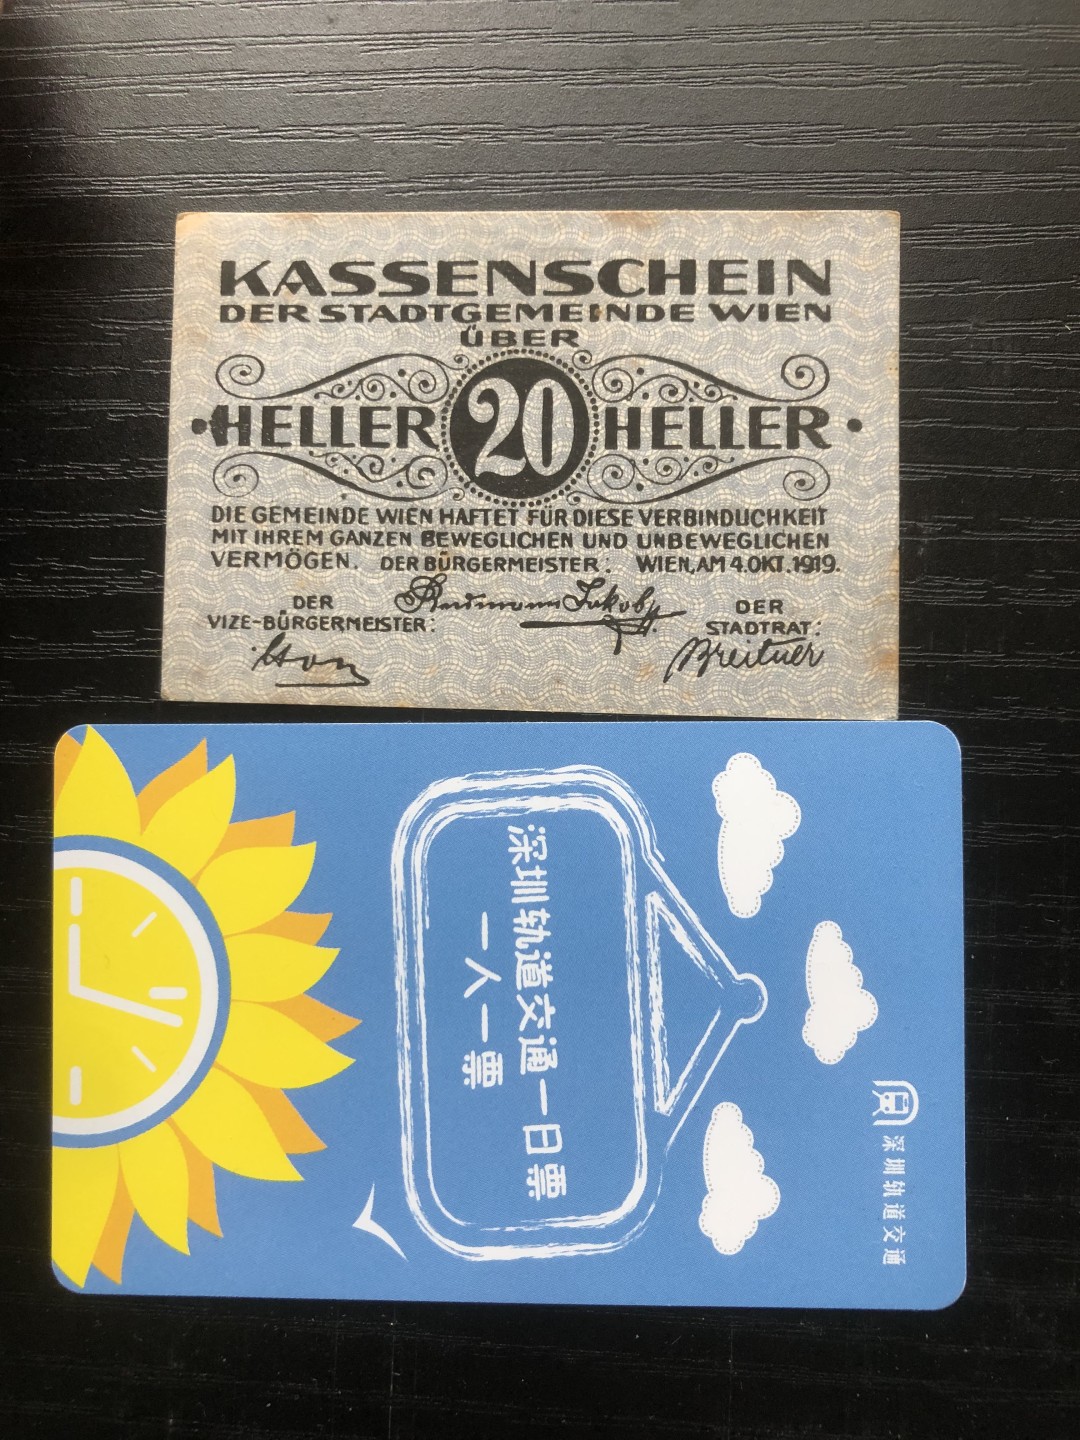 KASSENSCHEIN
DER STADTGEMEINDE WIEN
ÜBER
HELLER 20 HELLER
DIE GEMEINDE WIEN HAFTET FÜR DIESE VERBINDLICHKEIT
MIT IHREM GANZEN BEWEGLICHEN UND UNBEWEGLICHEN
VERMÖGEN. DER BÜRGERMEISTER: WIEN, AM 4. OKT. 1919.
DER
VIZE-BÜRGERMEISTER:
DER
STADTRAT:
Jakob
Breitner
深圳轨道交通
深圳轨道交通一日票
一人一票